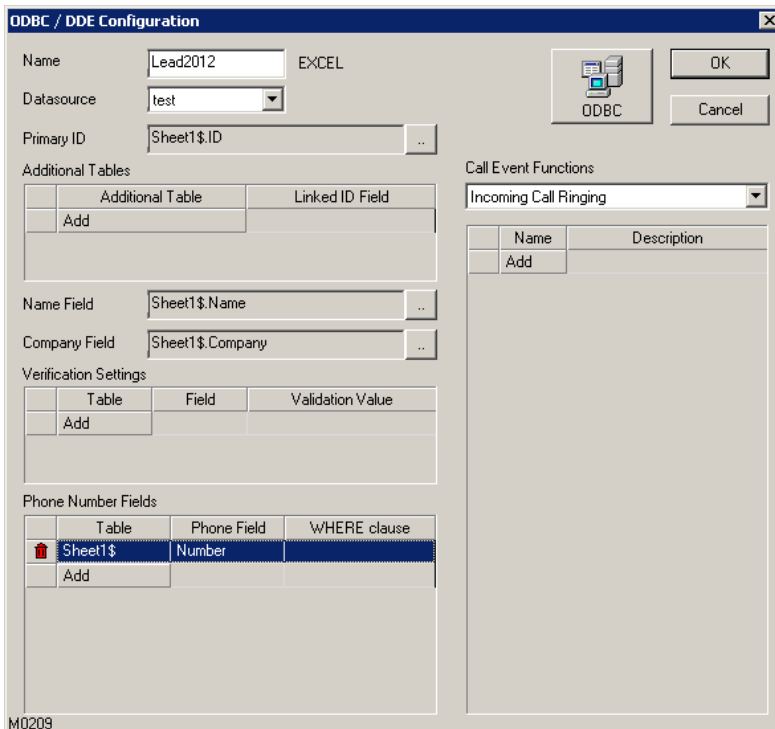 ODBC / DDE Configuration
Name
Lead2012
EXCEL
Datasource
test
Primary ID
Sheet1$.ID
..
ODBC
OK
Cancel
Additional Tables
Additional Table
Linked ID Field
Add
Name Field
Sheet1$.Name
..
Company Field
Sheet1$.Company
..
Verification Settings
Table
Field
Validation Value
Add
Phone Number Fields
Table
Phone Field
WHERE clause
Sheet1$
Number
Add
Call Event Functions
Incoming Call Ringing
Name
Description
Add
M0209